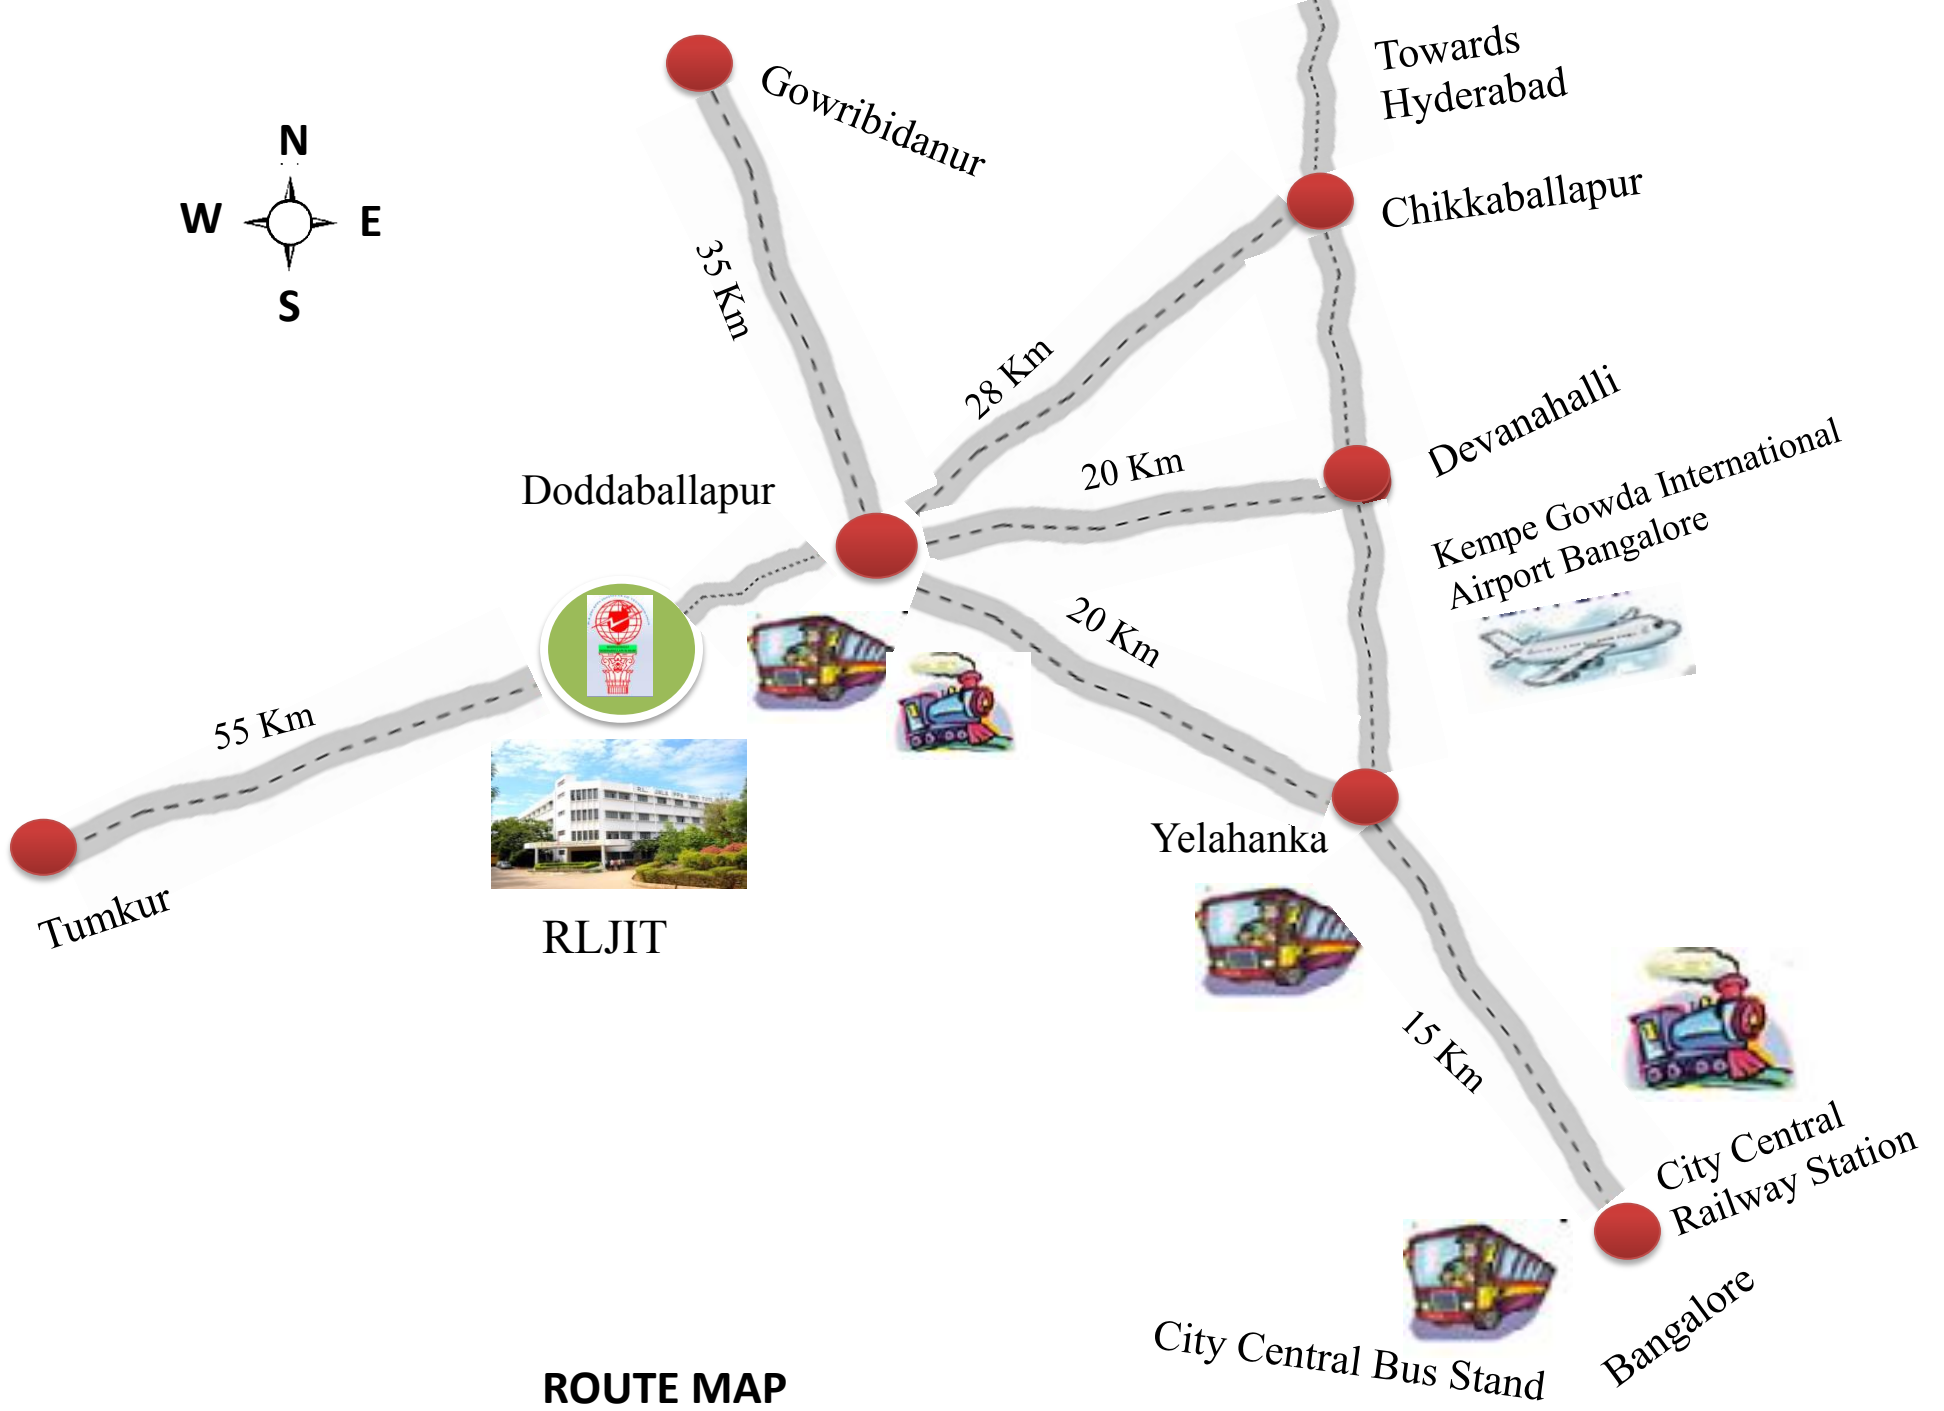 Towards
Hyderabad
Gowribidanur
N
W
E
S
Chikkaballapur
35 Km
28 Km
Devanahalli
20 Km
Kempe Gowda International
Airport Bangalore
Doddaballapur
20 Km
55 Km
Yelahanka
Tumkur
RLJIT
15 Km
City Central
Railway Station
Bangalore
City Central Bus Stand
ROUTE MAP